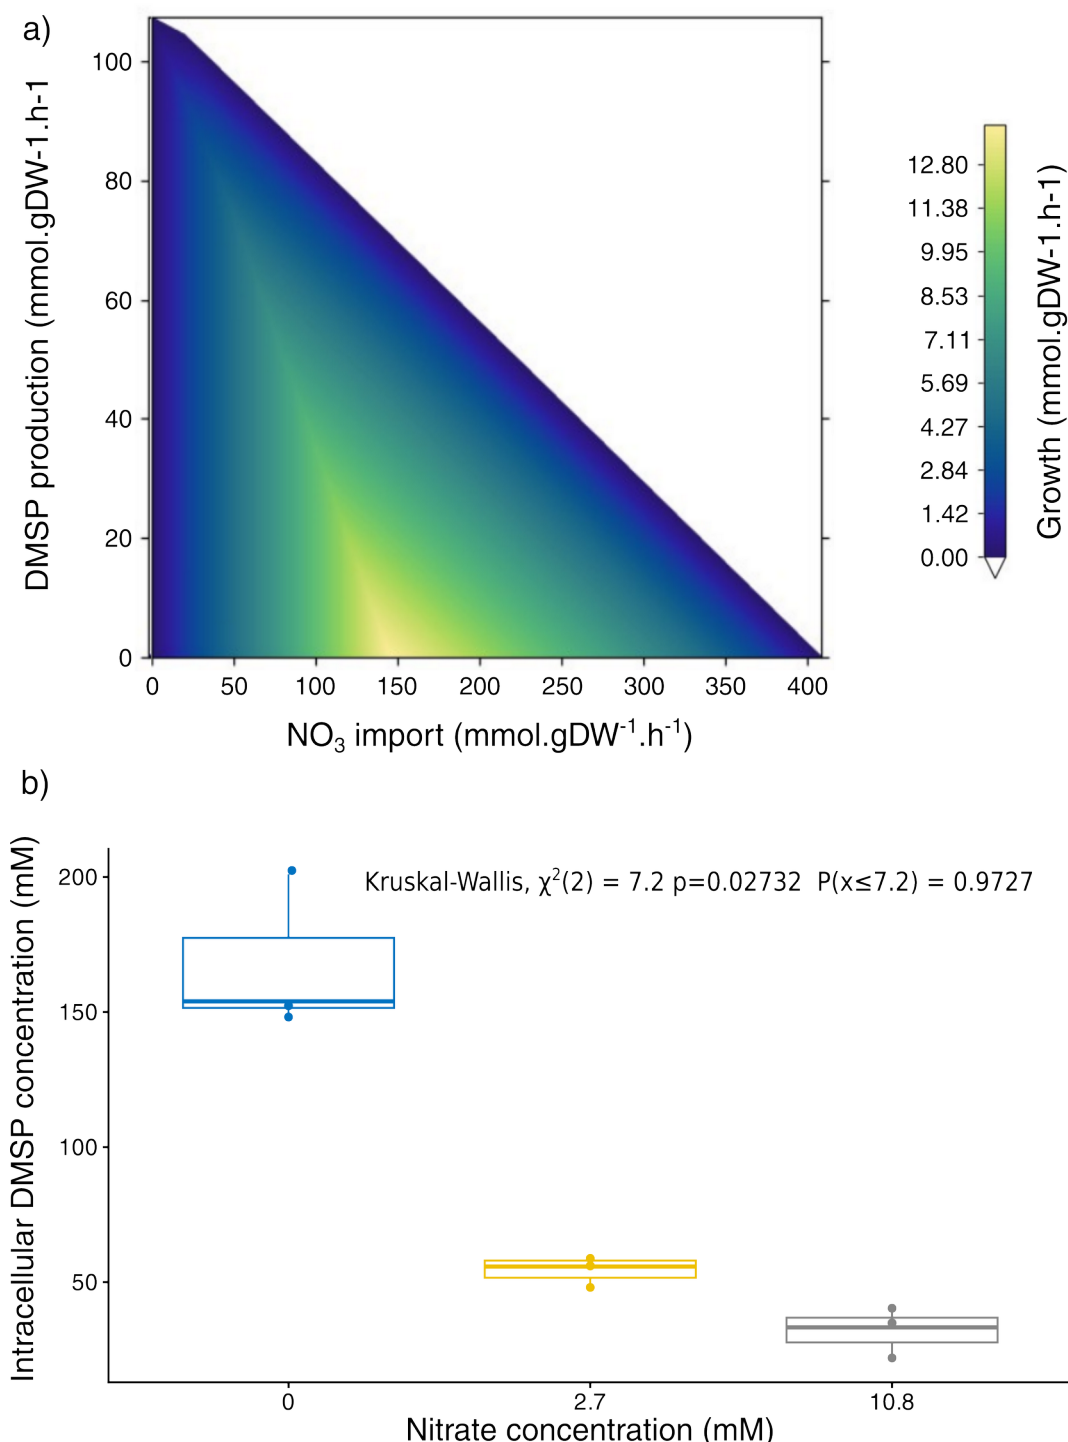 a)
DMSP production (mmol.gDW-1.h-1
100
80
60
40
20
0
0 50 100 150 200 250 300 350 400
NO₃ import (mmol.gDW⁻¹.h⁻¹)
12.80
11.38
9.95
8.53
7.11
5.69
4.27
2.84
1.42
0.00
Growth (mmol.gDW-1.h-1)
b)
Intracellular DMSP concentration (mM)
200
150
100
50
Kruskal-Wallis, χ²(2) = 7.2 p=0.02732 P(x≤7.2) = 0.9727
0 2.7 10.8
Nitrate concentration (mM)